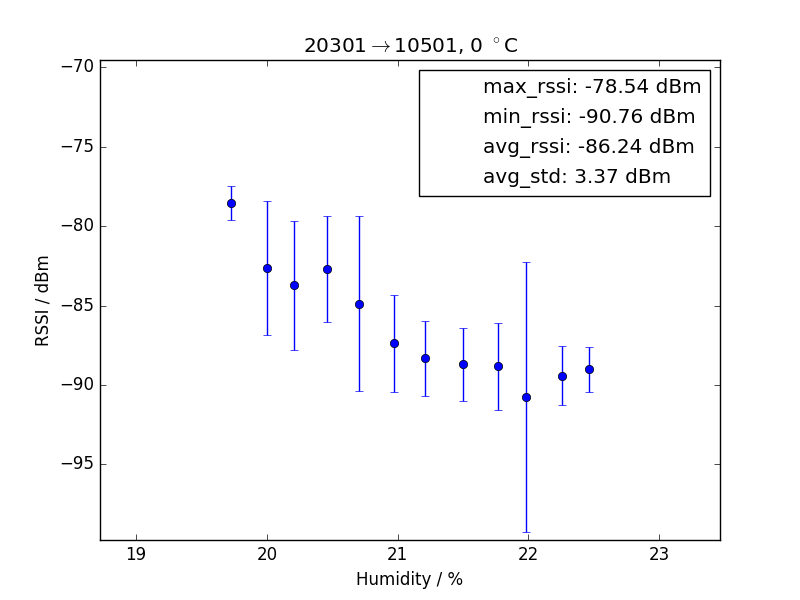 20301→10501, 0 °C
max_rssi: -78.54 dBm
min_rssi: -90.76 dBm
avg_rssi: -86.24 dBm
avg_std: 3.37 dBm
RSSI / dBm
−70
−75
−80
−85
−90
−95
19 20 21 22 23
Humidity / %